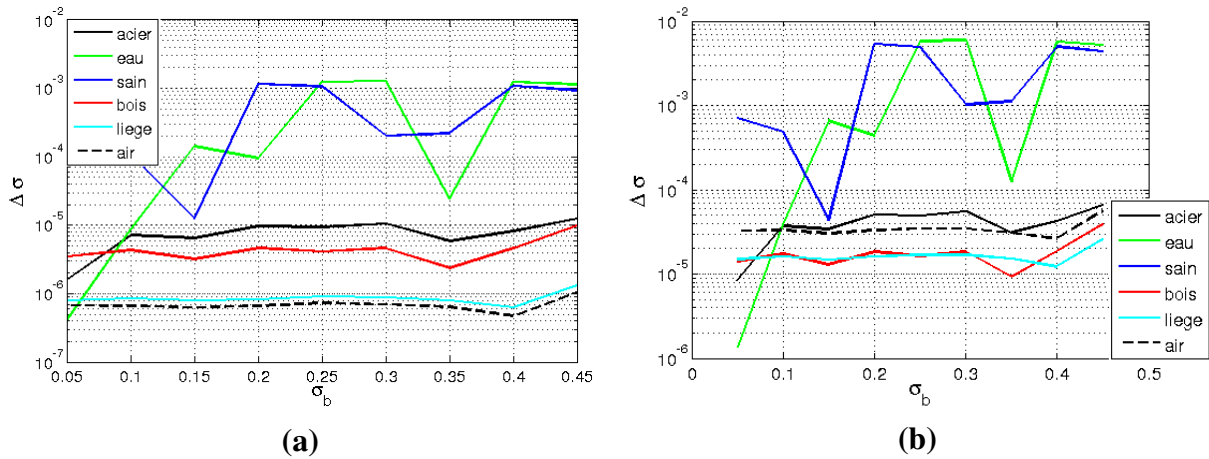 10^-2
10^-3
10^-4
10^-5
10^-6
10^-7
Δ σ
acier
eau
sain
bois
liege
air
0.05 0.1 0.15 0.2 0.25 0.3 0.35 0.4 0.45
σ_b
(a)
10^-2
10^-3
10^-4
10^-5
10^-6
Δ σ
acier
eau
sain
bois
liege
air
0 0.1 0.2 0.3 0.4 0.5
σ_b
(b)